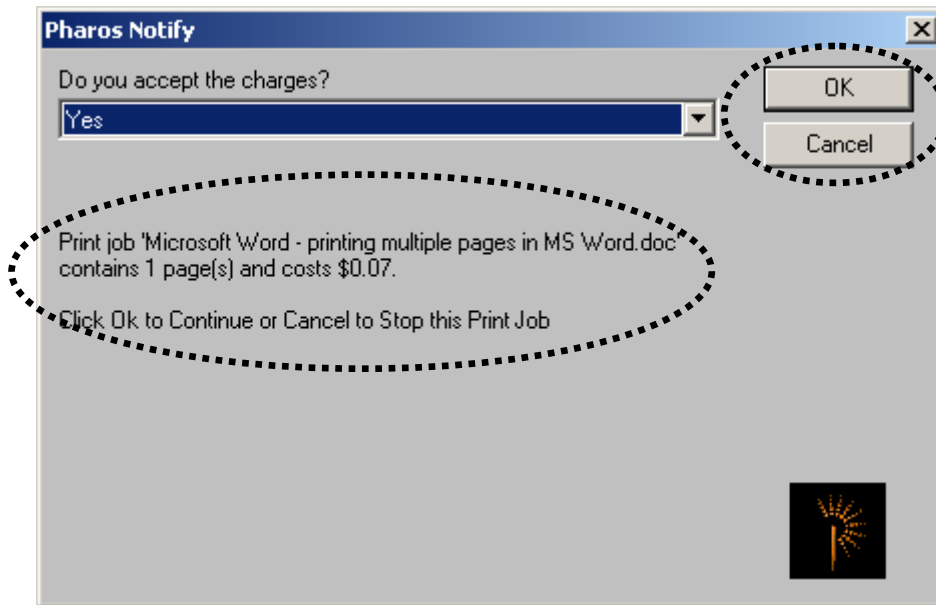 Pharos Notify
Do you accept the charges?
OK
Yes
Cancel
Print job 'Microsoft Word - printing multiple pages in MS Word.doc'
contains 1 page(s) and costs $0.07.
Click Ok to Continue or Cancel to Stop this Print Job